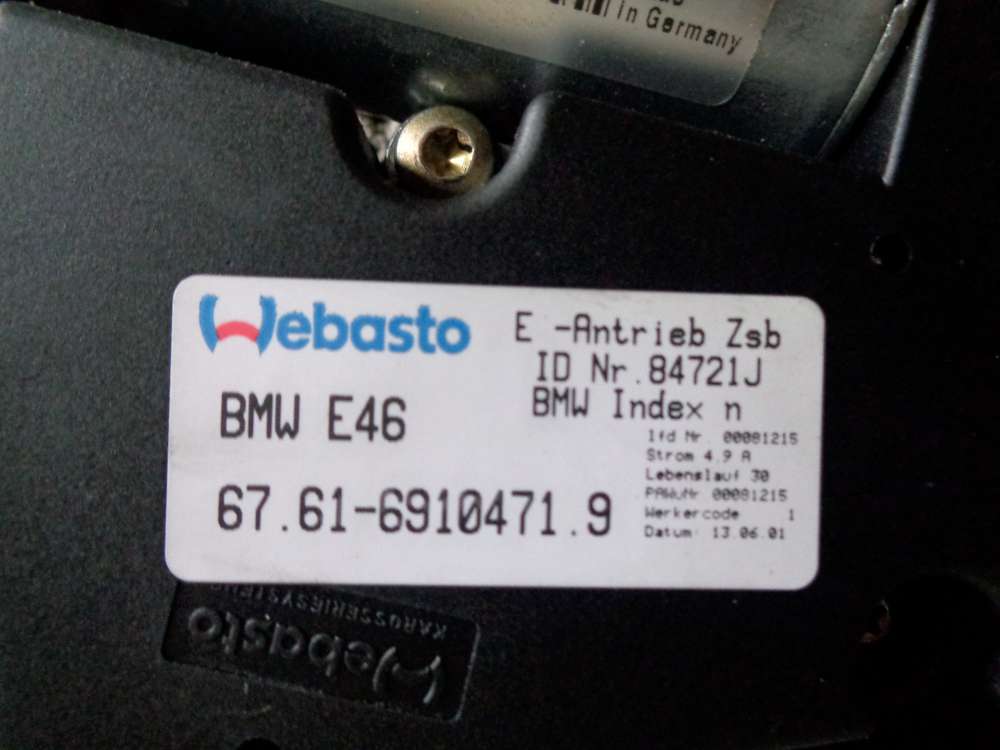 in Germany
Webasto
E -Antrieb Zsb
ID Nr.84721J
BMW Index n
BMW E46
67.61-6910471.9
lfd Nr. 00081215
Strom 4.9 A
Lebenslauf 30
PAWuNr 00081215
Werkercode 1
Datum: 13.06.01
Webasto
KAROSSERIESYSTEME